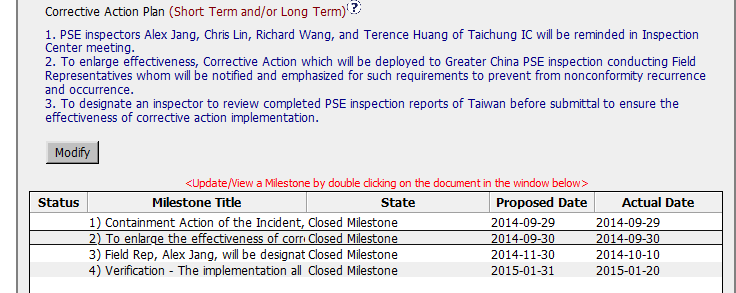 Corrective Action Plan (Short Term and/or Long Term) ?
1. PSE inspectors Alex Jang, Chris Lin, Richard Wang, and Terence Huang of Taichung IC will be reminded in Inspection
Center meeting.
2. To enlarge effectiveness, Corrective Action which will be deployed to Greater China PSE inspection conducting Field
Representatives whom will be notified and emphasized for such requirements to prevent from nonconformity recurrence
and occurrence.
3. To designate an inspector to review completed PSE inspection reports of Taiwan before submittal to ensure the
effectiveness of corrective action implementation.
Modify
<Update/View a Milestone by double clicking on the document in the window below>
Status Milestone Title State Proposed Date Actual Date
1) Containment Action of the Incident, Closed Milestone 2014-09-29 2014-09-29
2) To enlarge the effectiveness of corr Closed Milestone 2014-09-30 2014-09-30
3) Field Rep, Alex Jang, will be designat Closed Milestone 2014-11-30 2014-10-10
4) Verification - The implementation all Closed Milestone 2015-01-31 2015-01-20